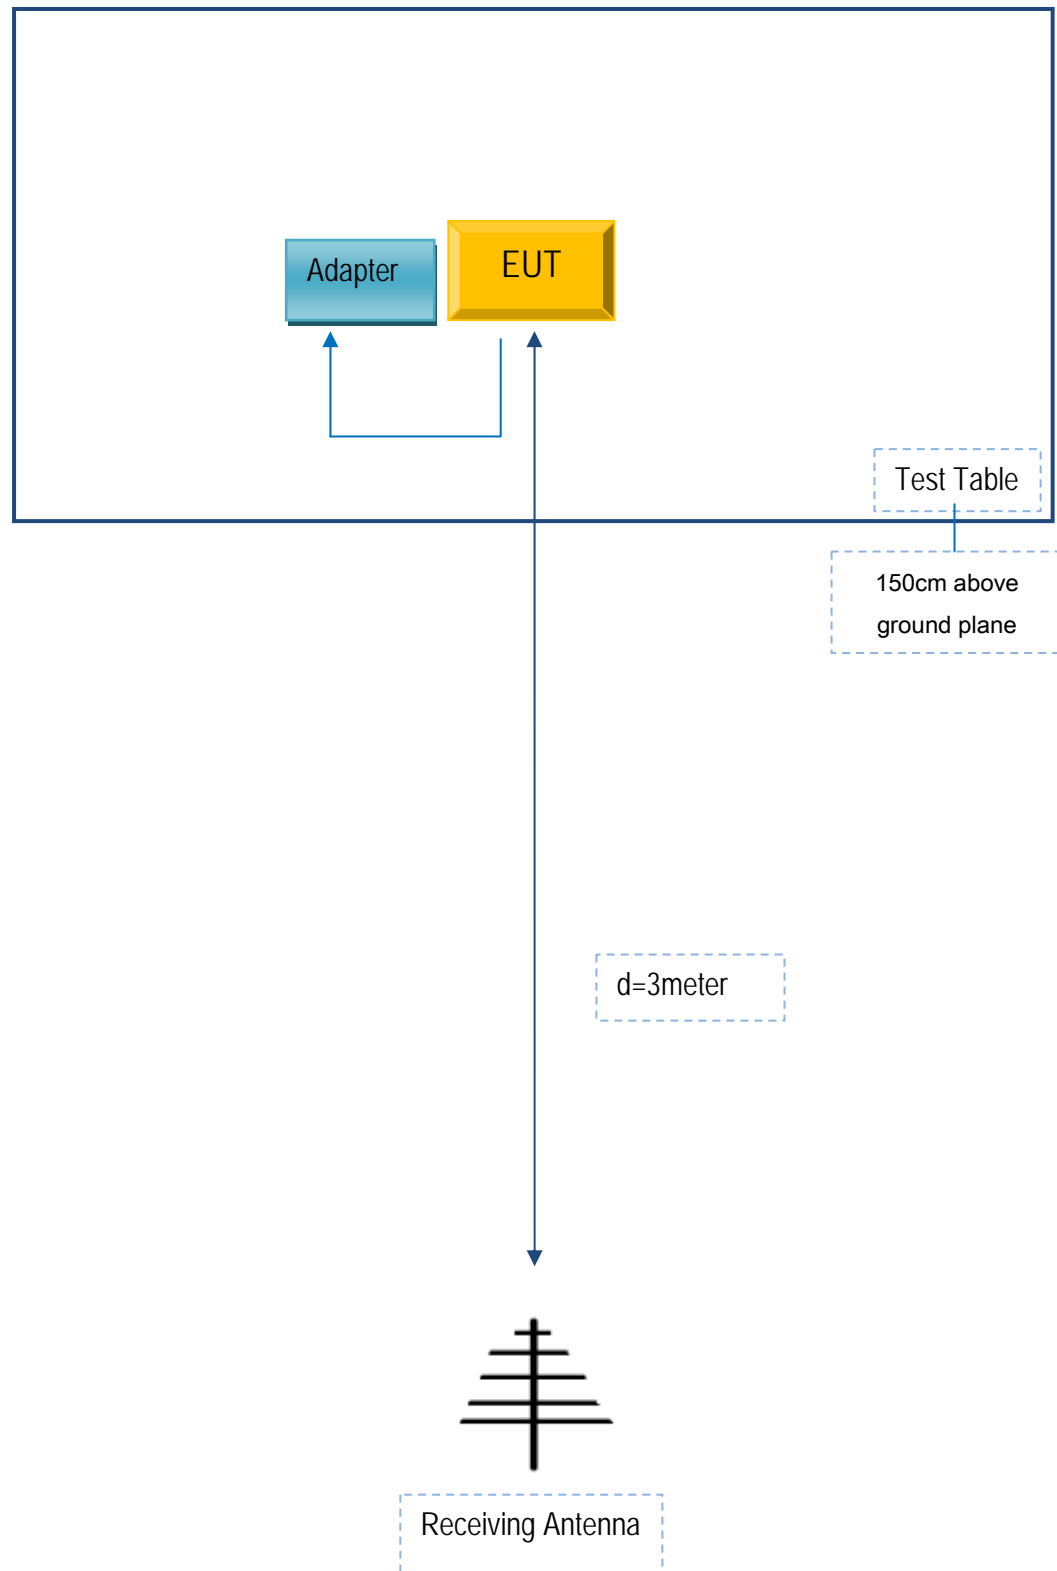 Adapter
EUT
Test Table
150cm above
ground plane
d=3meter
Receiving Antenna